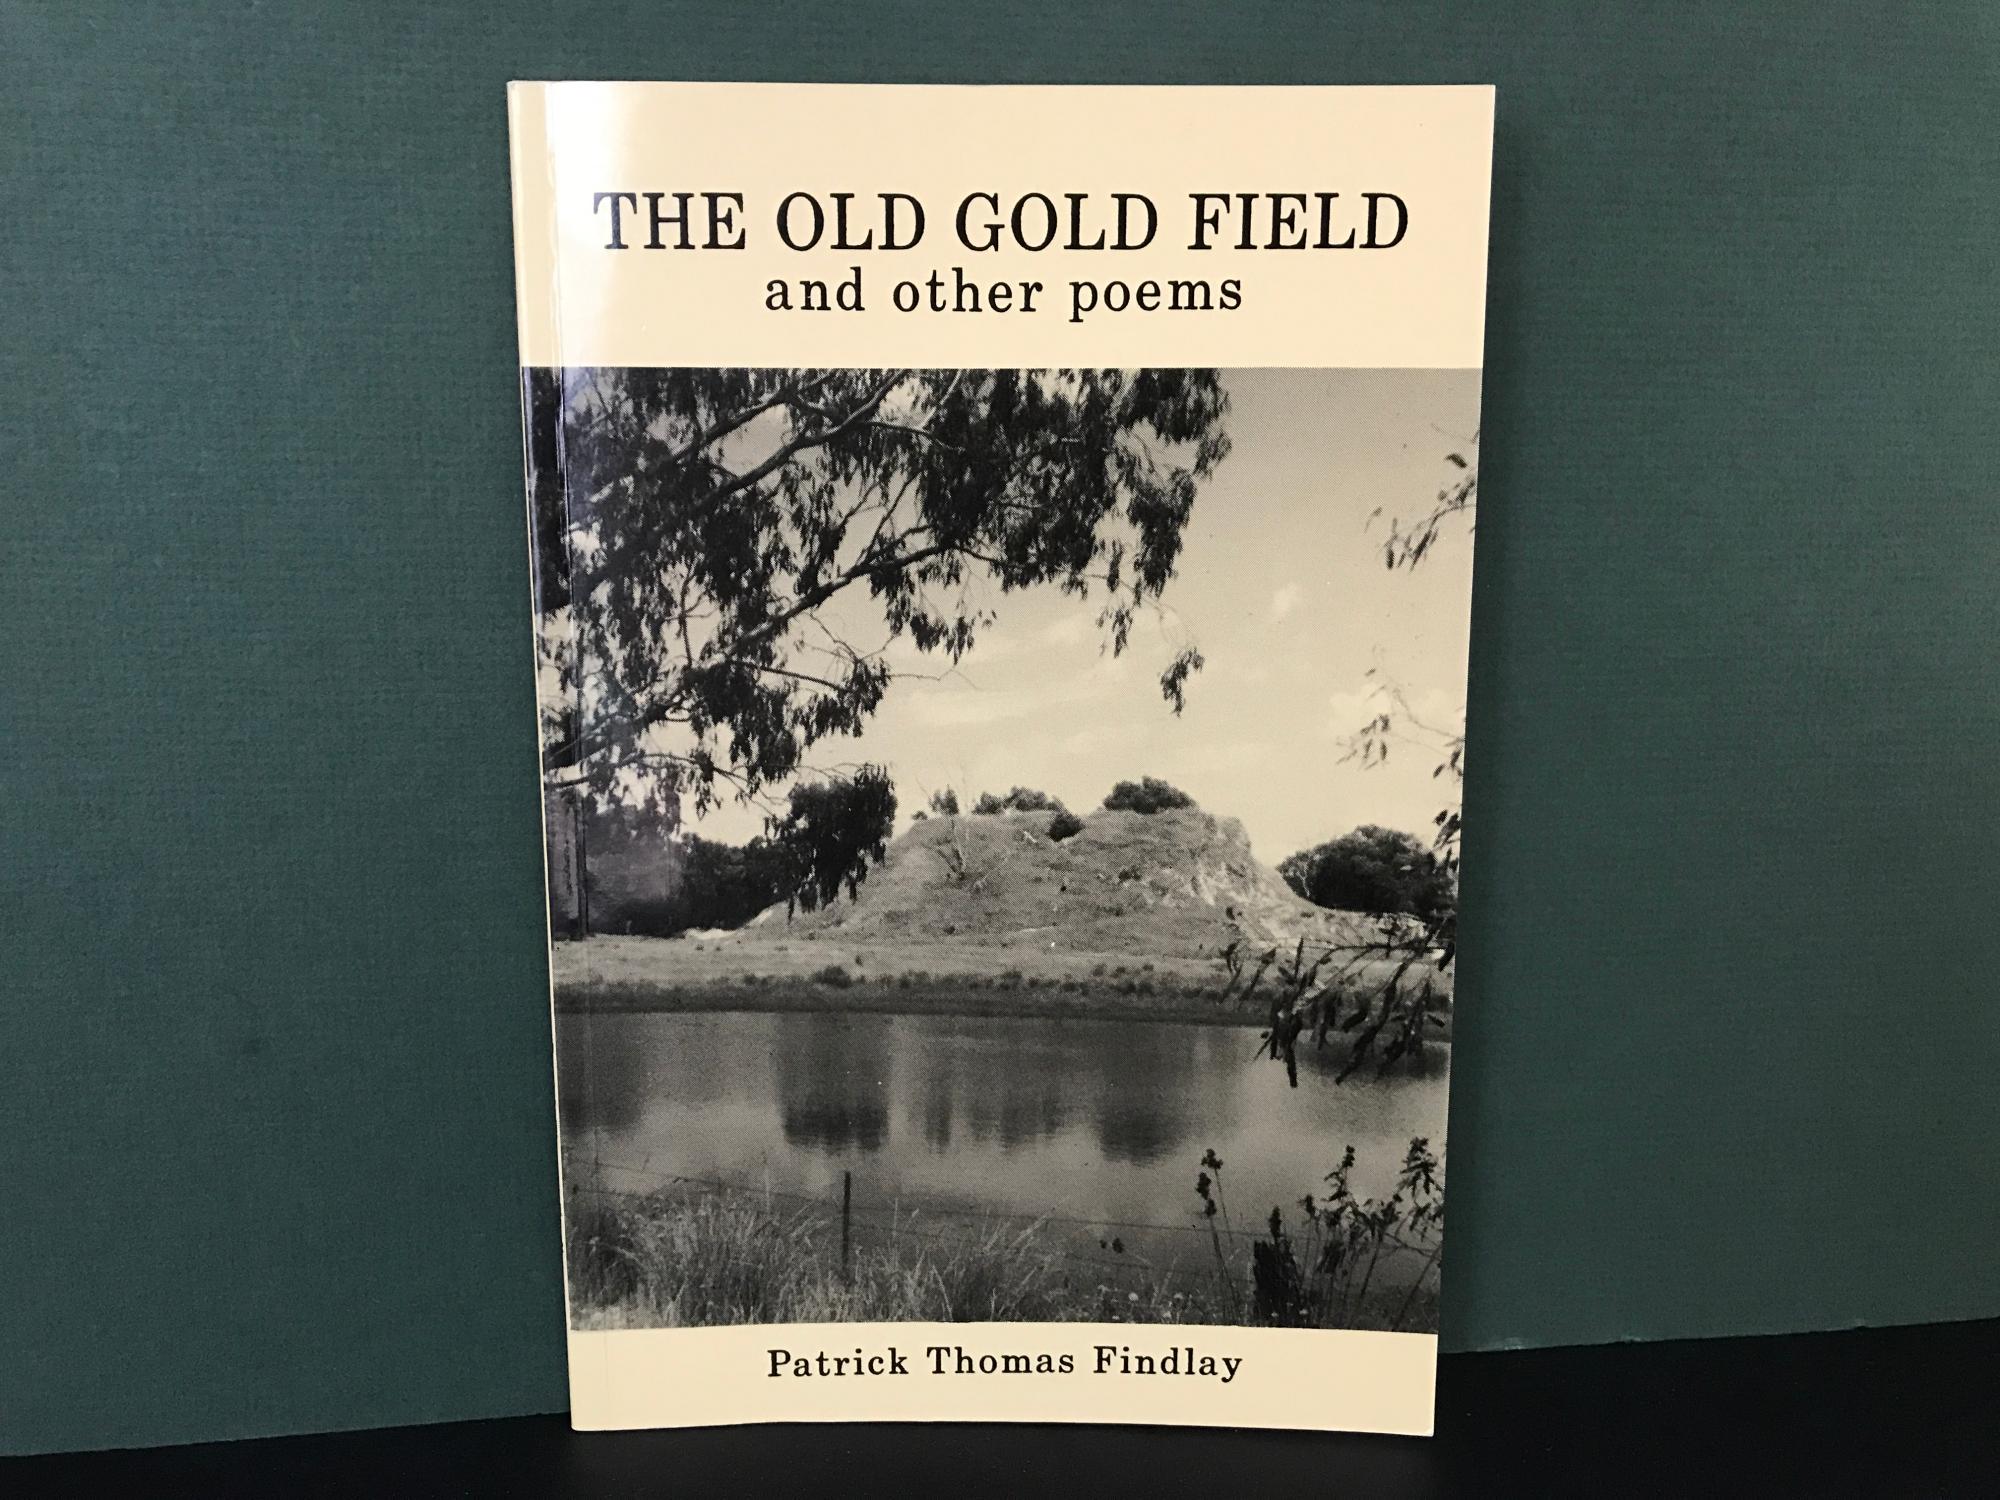 THE OLD GOLD FIELD
and other poems
Patrick Thomas Findlay